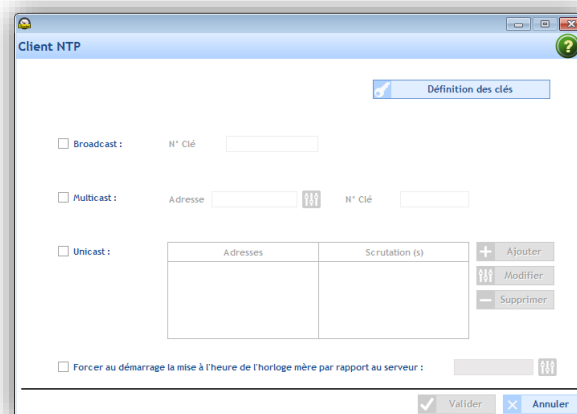 Client NTP
?
Définition des clés
Broadcast :
N° Clé
Multicast :
Adresse
N° Clé
Unicast :
Adresses
Scrutation (s)
Ajouter
Modifier
Supprimer
Forcer au démarrage la mise à l'heure de l'horloge mère par rapport au serveur :
Valider
Annuler